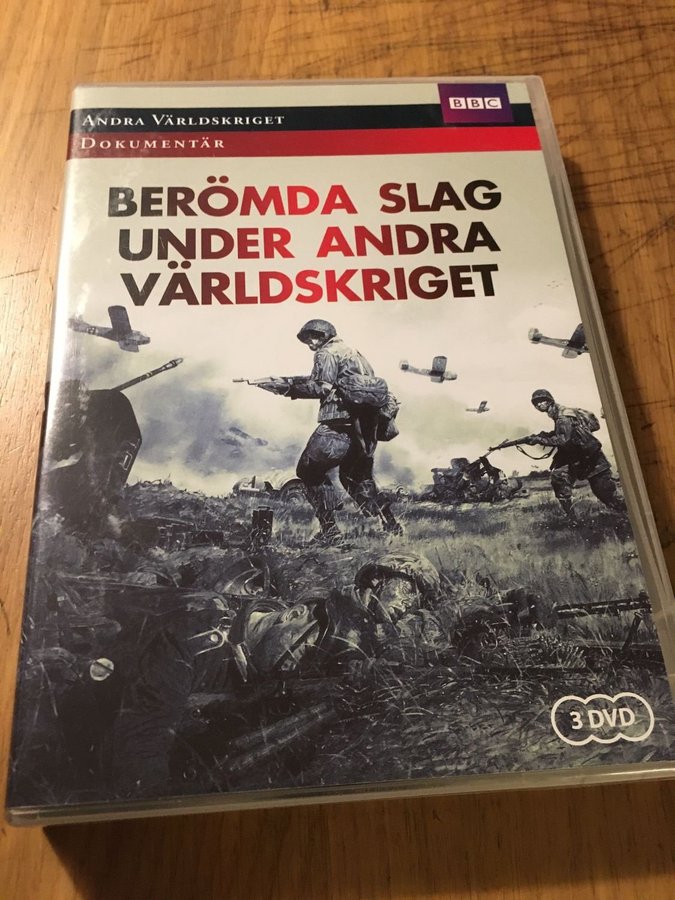 BBC
ANDRA VÄRLDSKRIGET
DOKUMENTÄR
BERÖMDA SLAG
UNDER ANDRA
VÄRLDSKRIGET
3 DVD